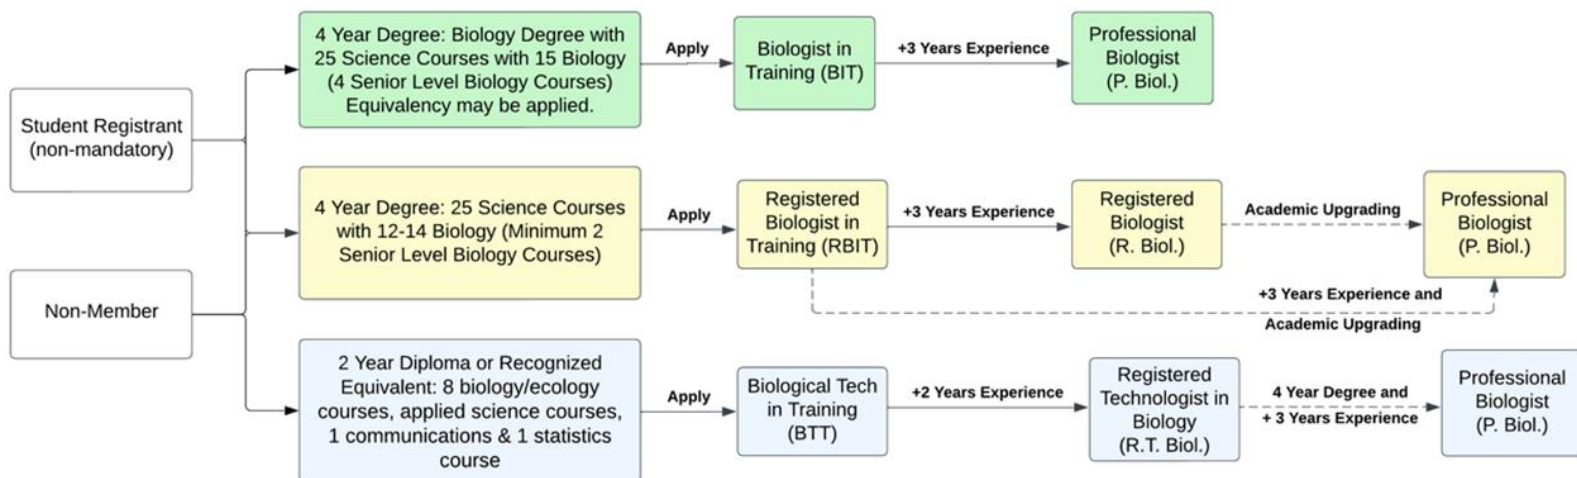 Student Registrant
(non-mandatory)
Non-Member
4 Year Degree: Biology Degree with
25 Science Courses with 15 Biology
(4 Senior Level Biology Courses)
Equivalency may be applied.
Apply
Biologist in
Training (BIT)
+3 Years Experience
Professional
Biologist
(P. Biol.)
4 Year Degree: 25 Science Courses
with 12-14 Biology (Minimum 2
Senior Level Biology Courses)
Apply
Registered
Biologist in
Training (RBIT)
+3 Years Experience
Registered
Biologist
(R. Biol.)
Academic Upgrading
Professional
Biologist
(P. Biol.)
+3 Years Experience and
Academic Upgrading
2 Year Diploma or Recognized
Equivalent: 8 biology/ecology
courses, applied science courses,
1 communications & 1 statistics
course
Apply
Biological Tech
in Training
(BTT)
+2 Years Experience
Registered
Technologist in
Biology
(R.T. Biol.)
4 Year Degree and
+ 3 Years Experience
Professional
Biologist
(P. Biol.)